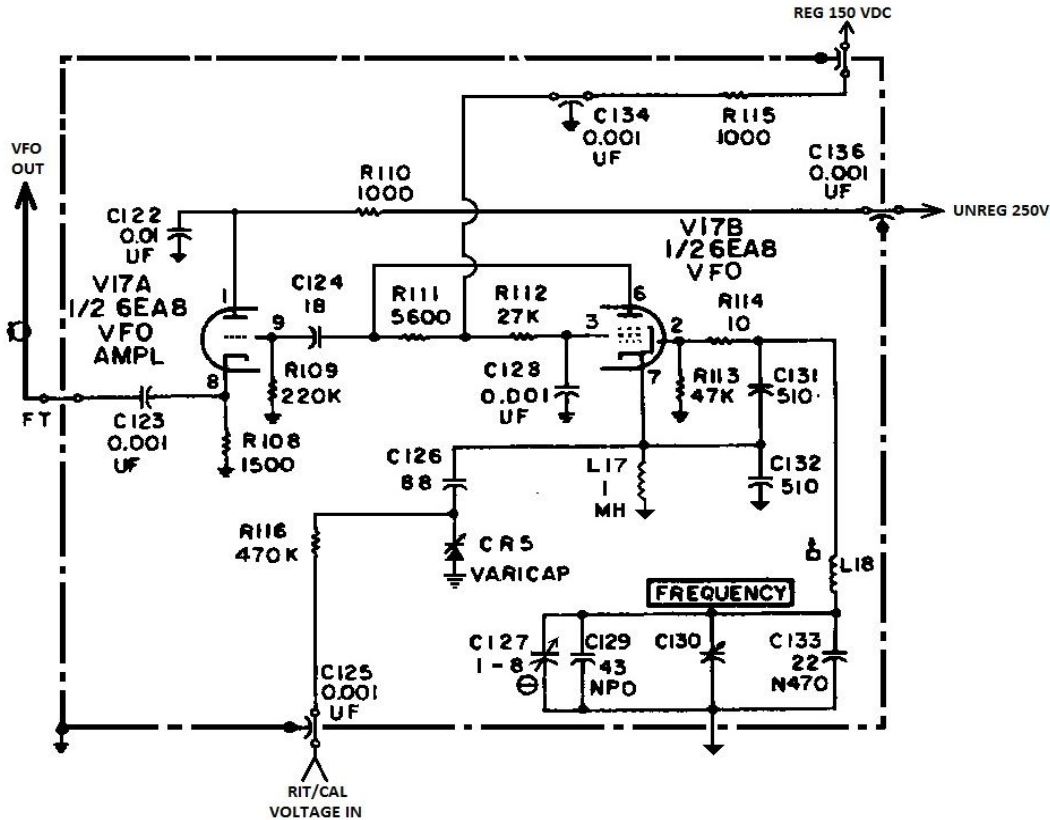 REG 150 VDC
C134
0.001
UF
R115
1000
VFO
OUT
C136
0.001
UF
R110
1000
UNREG 250V
C122
0.01
UF
V17B
1/2 6EA8
VFO
V17A
1/2 6EA8
VFO
AMPL
1
9
8
C124
18
R111
5600
R112
27K
3
6
2
7
R114
10
R109
220K
C128
0.001
UF
R113
47K
C131
510
FT
C123
0.001
UF
R108
1500
C126
88
L17
1
MH
C132
510
R116
470K
CR5
VARICAP
L18
FREQUENCY
C127
1-8
C129
43
NPO
C130
C133
22
N470
C125
0.001
UF
RIT/CAL
VOLTAGE IN